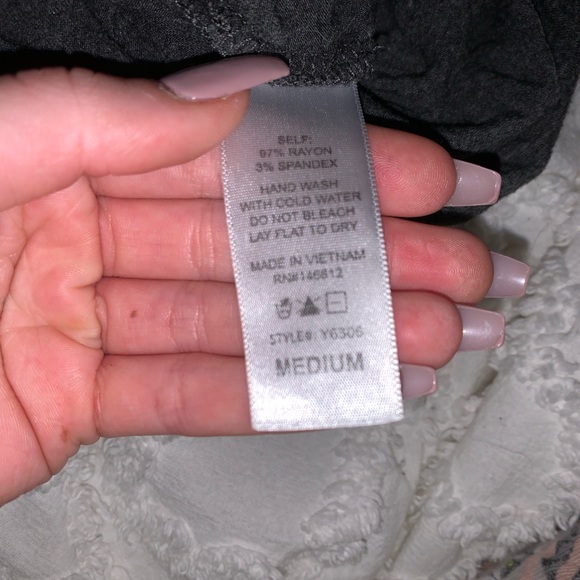 SELF:
97% RAYON
3% SPANDEX
HAND WASH
WITH COLD WATER
DO NOT BLEACH
LAY FLAT TO DRY
MADE IN VIETNAM
RN#146812
STYLE#: Y6306
MEDIUM